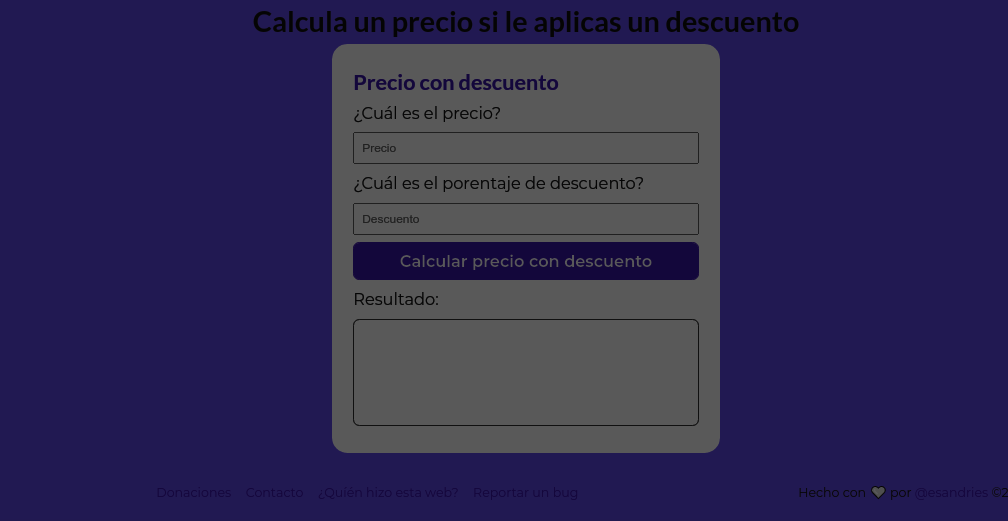 Calcula un precio si le aplicas un descuento
Precio con descuento
¿Cuál es el precio?
Precio
¿Cuál es el porentaje de descuento?
Descuento
Calcular precio con descuento
Resultado:
Donaciones Contacto ¿Quién hizo esta web? Reportar un bug Hecho con 🤍 por @esandries ©2